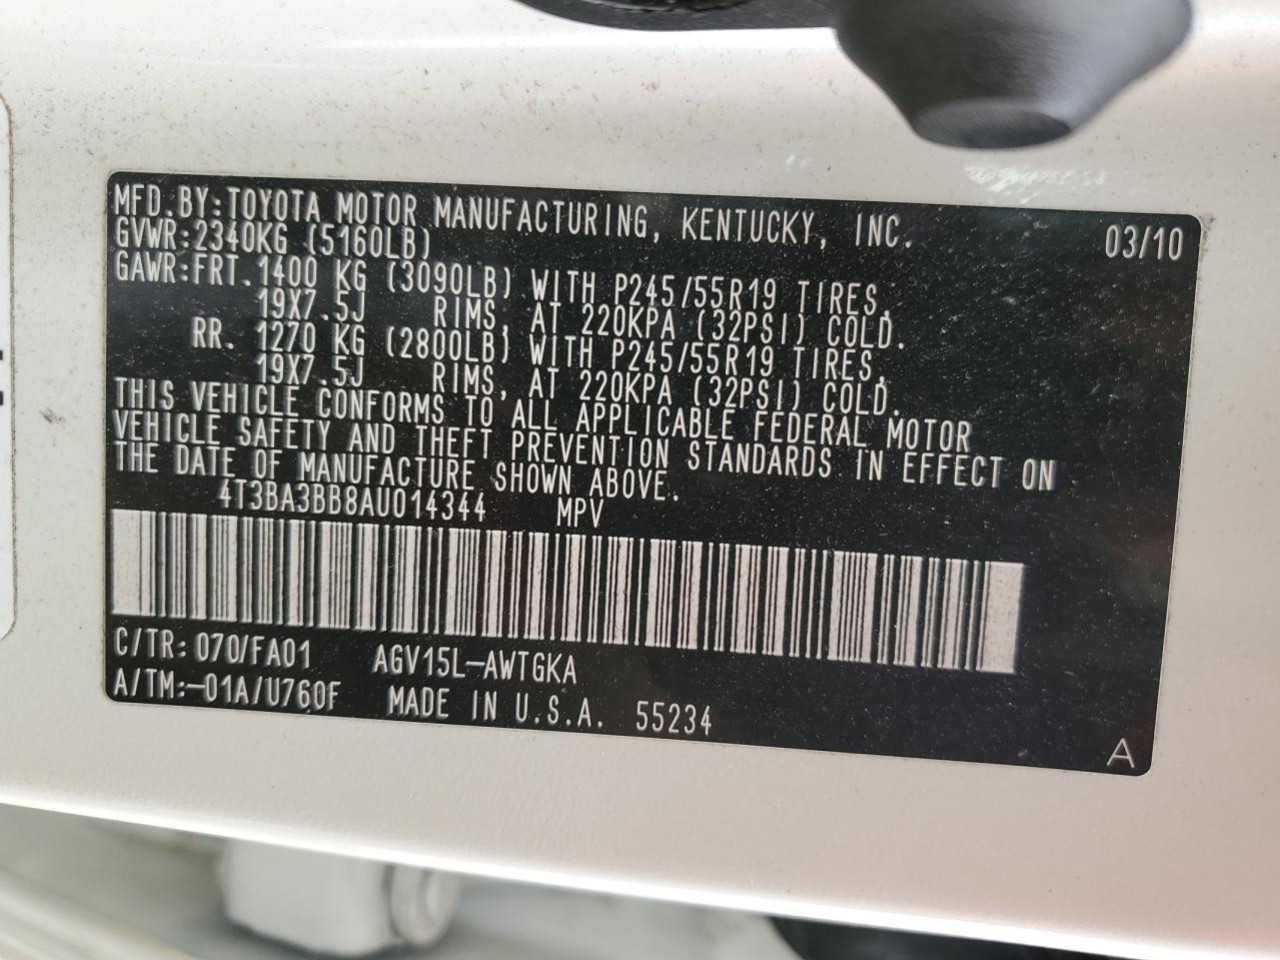 MFD.BY:TOYOTA MOTOR MANUFACTURING, KENTUCKY, INC. 03/10
GVWR:2340KG (5160LB)
GAWR:FRT.1400 KG (3090LB) WITH P245/55R19 TIRES,
19X7.5J RIMS, AT 220KPA (32PSI) COLD.
RR. 1270 KG (2800LB) WITH P245/55R19 TIRES,
19X7.5J RIMS, AT 220KPA (32PSI) COLD.
THIS VEHICLE CONFORMS TO ALL APPLICABLE FEDERAL MOTOR
VEHICLE SAFETY AND THEFT PREVENTION STANDARDS IN EFFECT ON
THE DATE OF MANUFACTURE SHOWN ABOVE.
4T3BA3BB8AU014344 MPV
C/TR:070/FA01 AGV15L-AWTGKA
A/TM:-01A/U760F MADE IN U.S.A. 55234
A